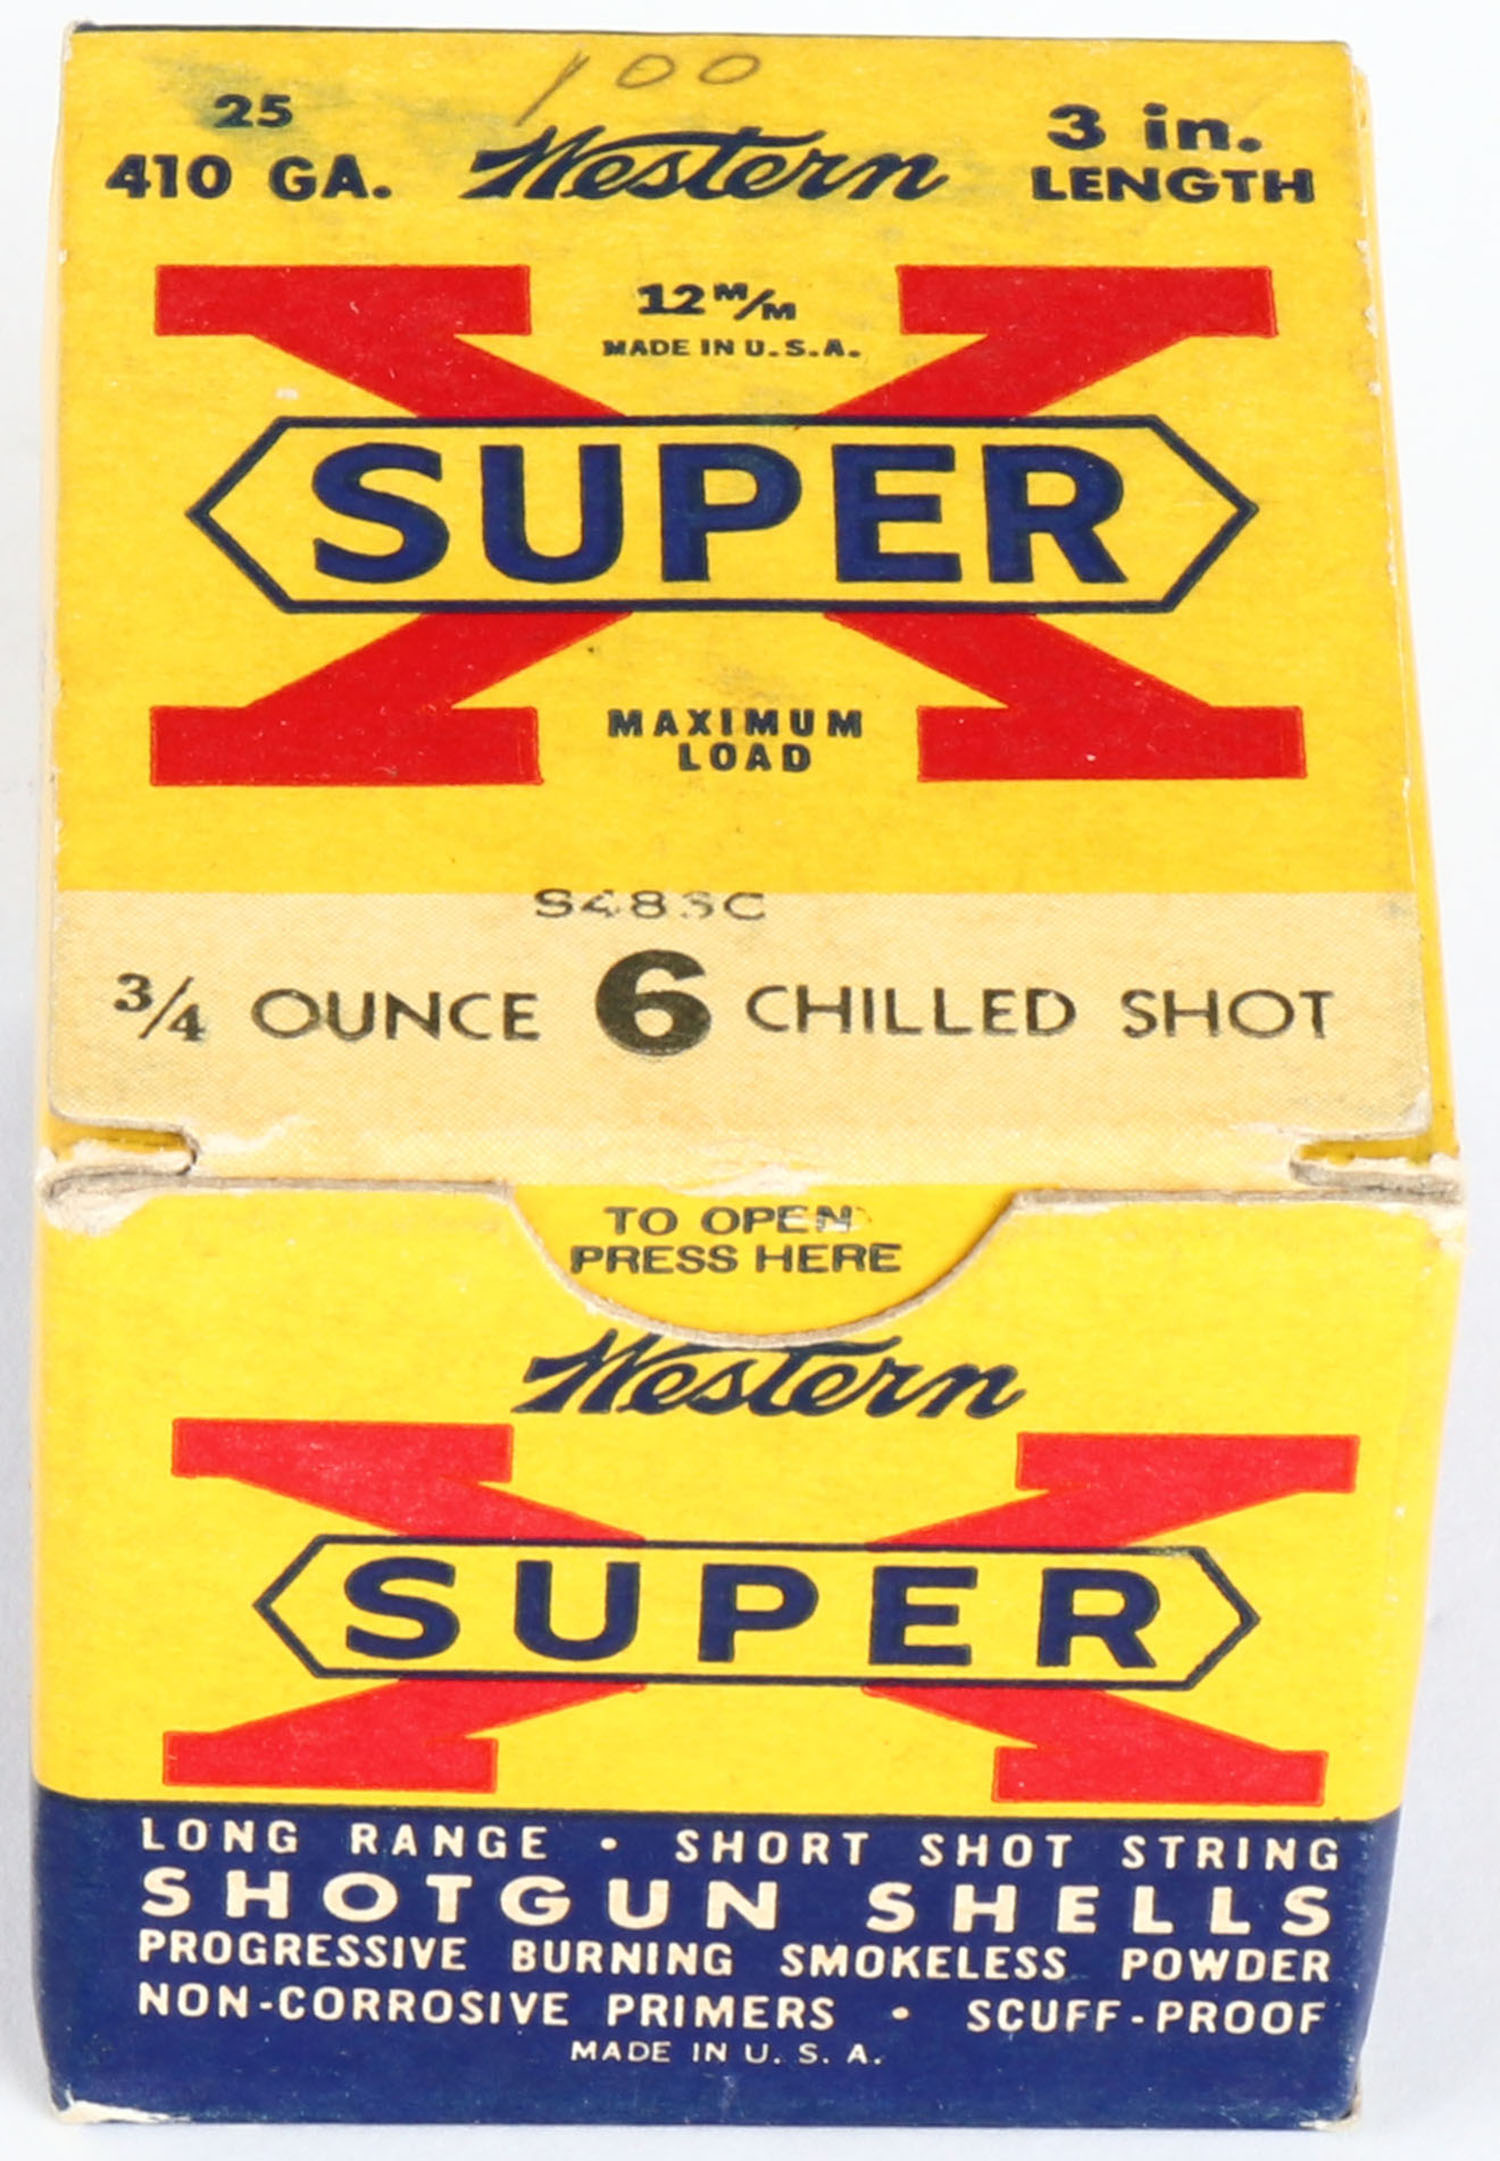 100
25
410 GA.
Western
3 in.
LENGTH
12 M/M
MADE IN U.S.A.
SUPER X
MAXIMUM
LOAD
3/4 OUNCE 6 CHILLED SHOT
TO OPEN
PRESS HERE
Western
SUPER X
LONG RANGE • SHORT SHOT STRING
SHOTGUN SHELLS
PROGRESSIVE BURNING SMOKELESS POWDER
NON-CORROSIVE PRIMERS • SCUFF-PROOF
MADE IN U. S. A.